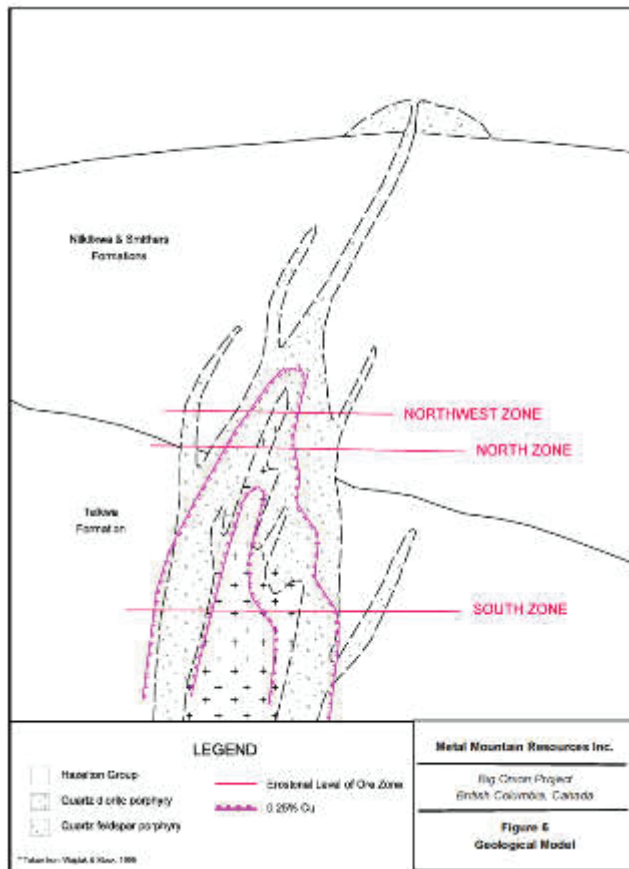 Nilkitkwa & Smithers
Formations
NORTHWEST ZONE
NORTH ZONE
Telkwa
Formation
SOUTH ZONE
LEGEND
Hazelton Group
Quartz diorite porphyry
Quartz feldspar porphyry
Erosional Level of Ore Zone
0.25% Cu
Metal Mountain Resources Inc.
Big Onion Project
British Columbia, Canada
Figure 6
Geological Model
* Taken from